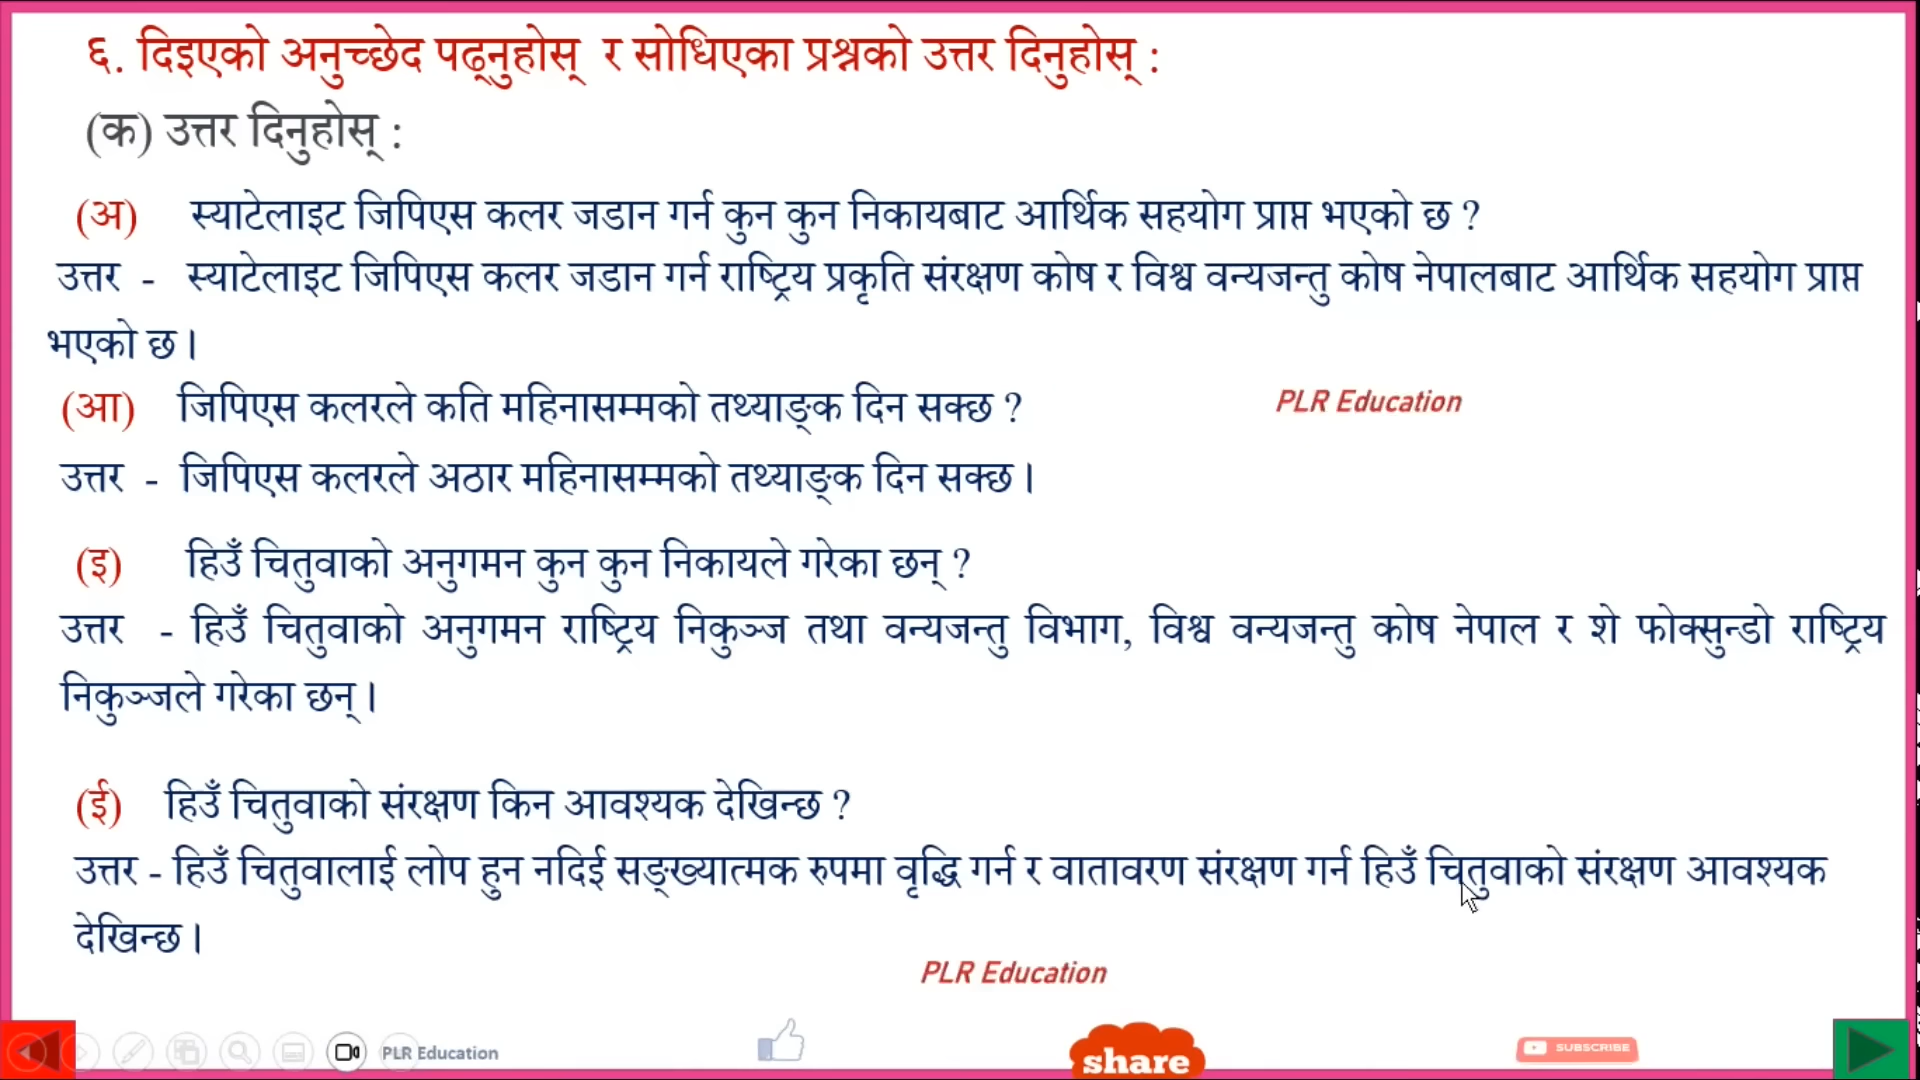 ६. दिइएको अनुच्छेद पढ्नुहोस् र सोधिएका प्रश्नको उत्तर दिनुहोस् :
(क) उत्तर दिनुहोस् :
(अ) स्याटेलाइट जिपिएस कलर जडान गर्न कुन कुन निकायबाट आर्थिक सहयोग प्राप्त भएको छ ?
उत्तर - स्याटेलाइट जिपिएस कलर जडान गर्न राष्ट्रिय प्रकृति संरक्षण कोष र विश्व वन्यजन्तु कोष नेपालबाट आर्थिक सहयोग प्राप्त
भएको छ ।
(आ) जिपिएस कलरले कति महिनासम्मको तथ्याङ्क दिन सक्छ ?
PLR Education
उत्तर - जिपिएस कलरले अठार महिनासम्मको तथ्याङ्क दिन सक्छ ।
(इ) हिउँ चितुवाको अनुगमन कुन कुन निकायले गरेका छन् ?
उत्तर - हिउँ चितुवाको अनुगमन राष्ट्रिय निकुञ्ज तथा वन्यजन्तु विभाग, विश्व वन्यजन्तु कोष नेपाल र शे फोक्सुन्डो राष्ट्रिय
निकुञ्जले गरेका छन् ।
(ई) हिउँ चितुवाको संरक्षण किन आवश्यक देखिन्छ ?
उत्तर - हिउँ चितुवालाई लोप हुन नदिई सङ्ख्यात्मक रुपमा वृद्धि गर्न र वातावरण संरक्षण गर्न हिउँ चितुवाको संरक्षण आवश्यक
देखिन्छ ।
PLR Education
PLR Education
share
SUBSCRIBE